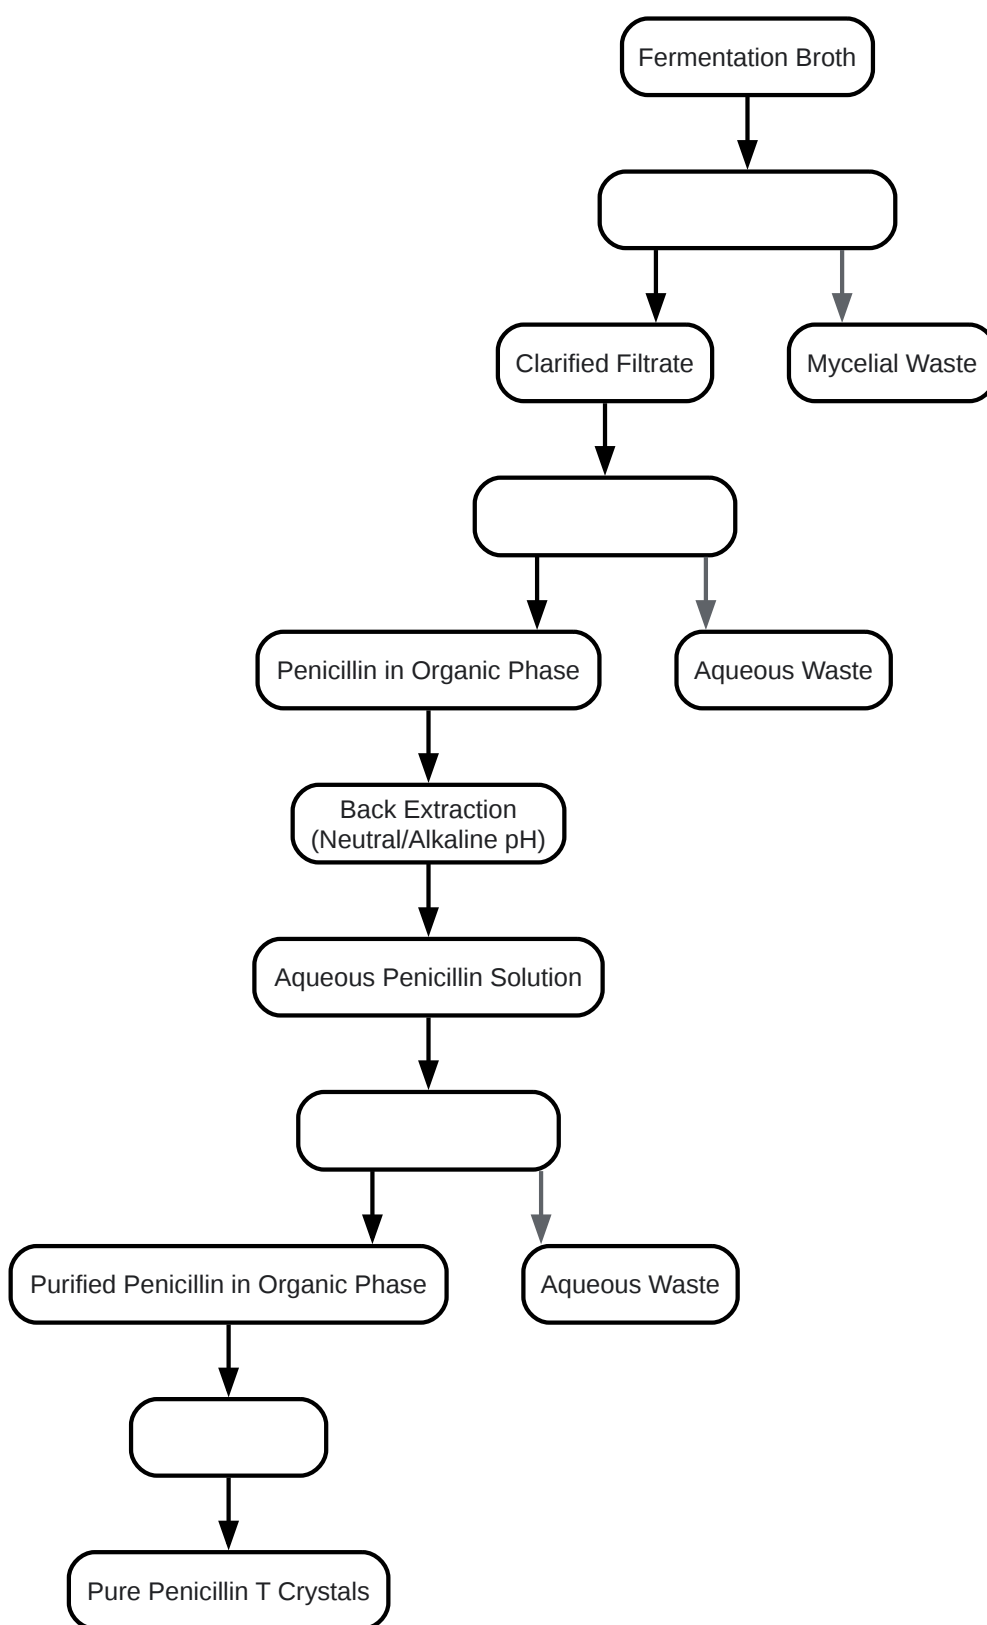 Fermentation Broth
Clarified Filtrate
Mycelial Waste
Penicillin in Organic Phase
Aqueous Waste
Back Extraction
(Neutral/Alkaline pH)
Aqueous Penicillin Solution
Purified Penicillin in Organic Phase
Aqueous Waste
Pure Penicillin T Crystals